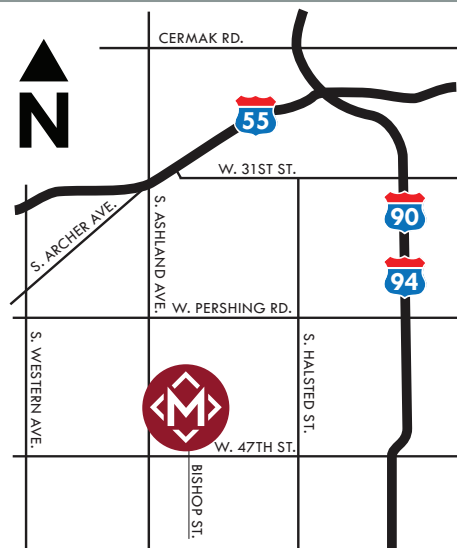 CERMAK RD.
N
55
W. 31ST ST.
90
S. ARCHER AVE.
S. ASHLAND AVE.
94
W. PERSHING RD.
S. WESTERN AVE.
S. HALSTED ST.
M
W. 47TH ST.
BISHOP ST.